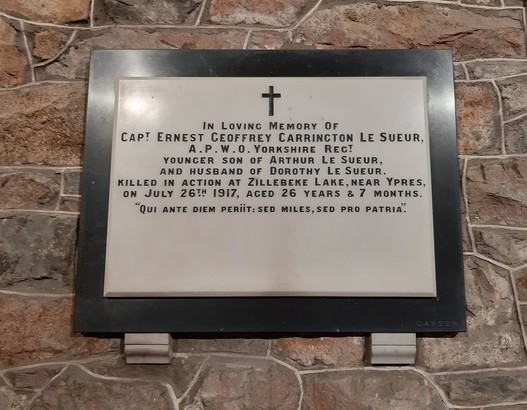 In Loving Memory Of
Capt Ernest Geoffrey Carrington Le Sueur,
A.P.W.O. Yorkshire Regt
younger son of Arthur Le Sueur,
and husband of Dorothy Le Sueur.
killed in action at Zillebeke Lake, near Ypres,
on July 26th 1917, aged 26 years & 7 months.
"Qui ante diem periit: sed miles, sed pro patria".
CARTER